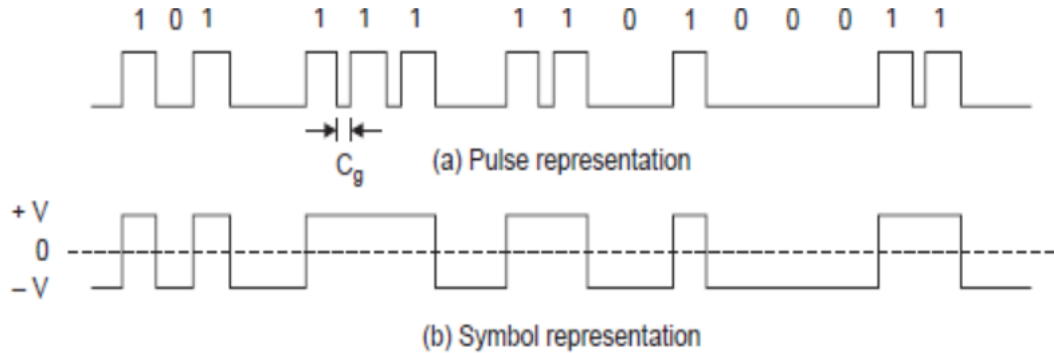 1 0 1 1 1 1 1 1 0 1 0 0 0 1 1
C_g
(a) Pulse representation
+ V
0
– V
(b) Symbol representation